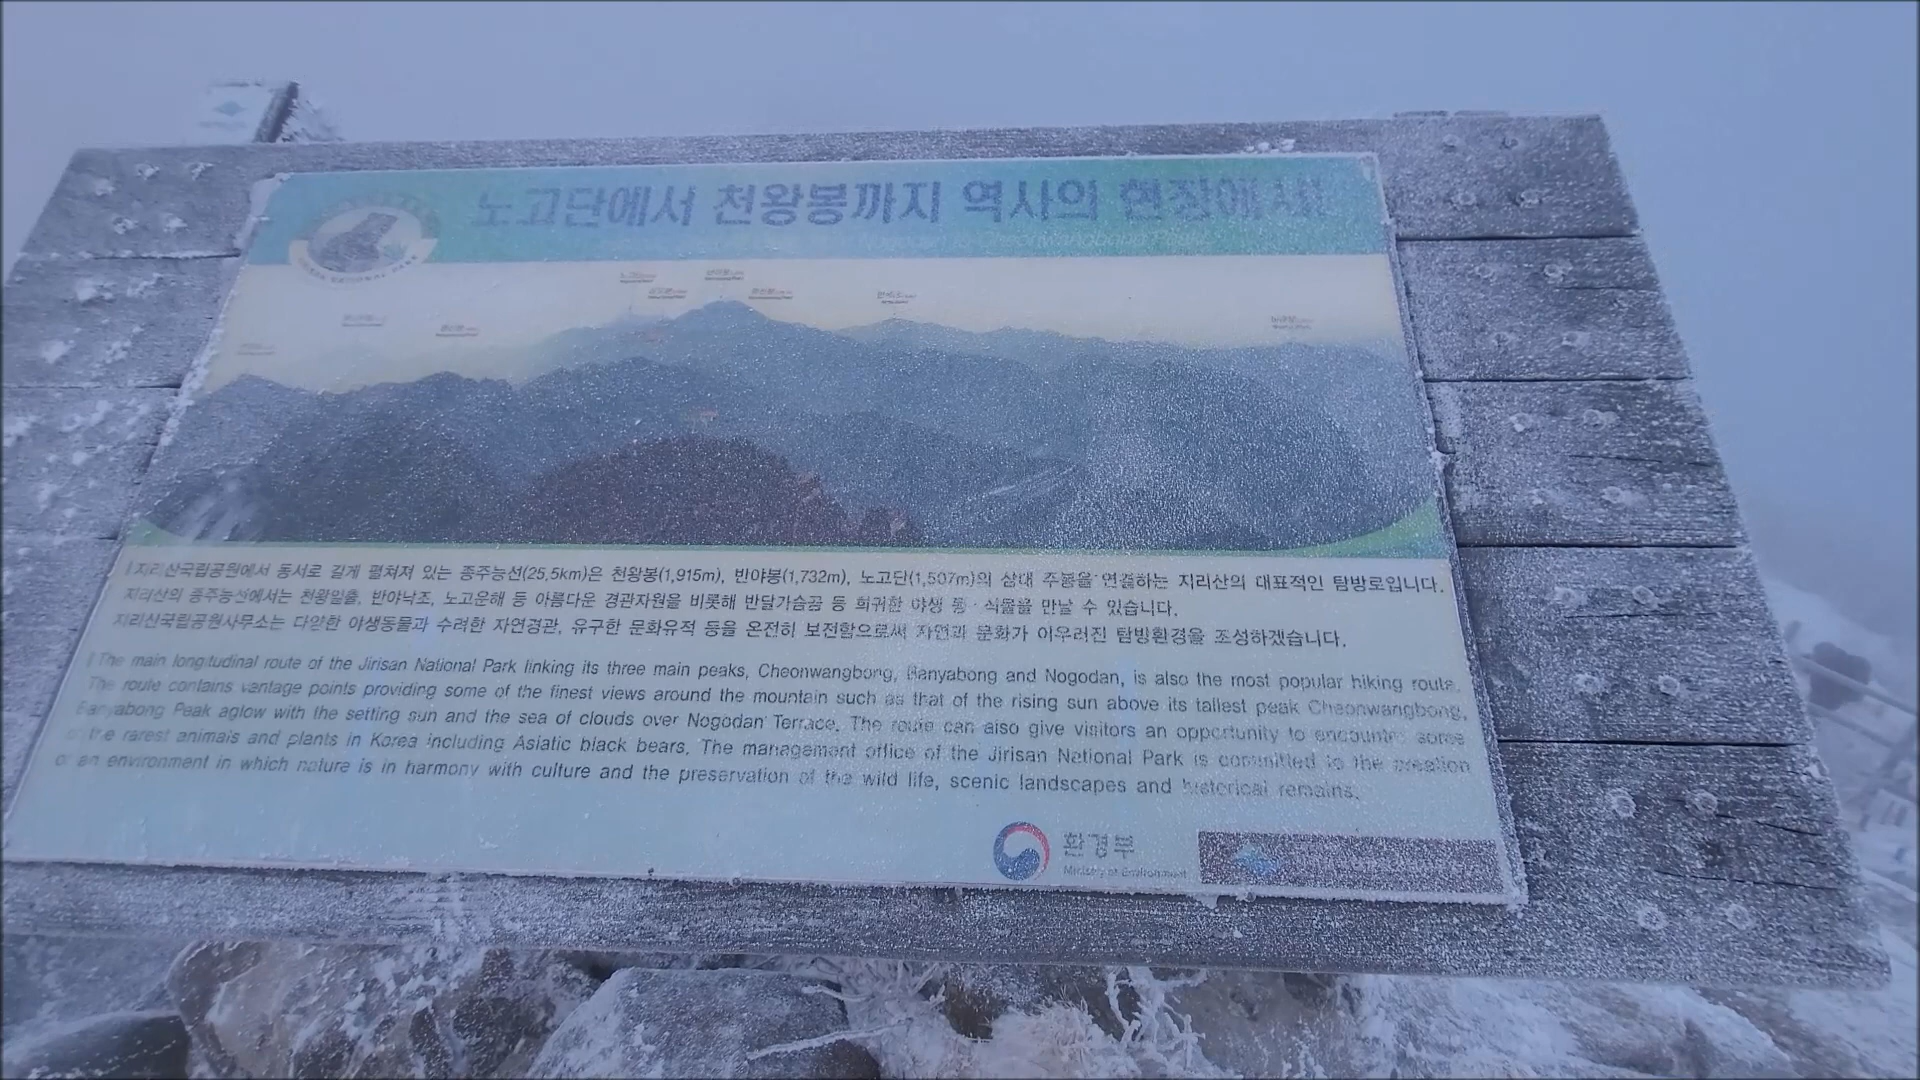 노고단에서 천왕봉까지 역사의 현장에서!
지리산국립공원에서 동서로 길게 펼쳐져 있는 종주능선(25.5km)은 천왕봉(1,915m), 반야봉(1,732m), 노고단(1,507m)의 삼대 주봉을 연결하는 지리산의 대표적인 탐방로입니다.
지리산의 종주능선에서는 천왕일출, 반야낙조, 노고운해 등 아름다운 경관자원을 비롯해 반달가슴곰 등 희귀한 야생 동·식물을 만날 수 있습니다.
지리산국립공원사무소는 다양한 야생동물과 수려한 자연경관, 유구한 문화유적 등을 온전히 보전함으로써 자연과 문화가 어우러진 탐방환경을 조성하겠습니다.
The main longitudinal route of the Jirisan National Park linking its three main peaks, Cheonwangbong, Banyabong and Nogodan, is also the most popular hiking route.
The route contains vantage points providing some of the finest views around the mountain such as that of the rising sun above its tallest peak Cheonwangbong,
Banyabong Peak aglow with the setting sun and the sea of clouds over Nogodan Terrace. The route can also give visitors an opportunity to encounter some
the rarest animals and plants in Korea including Asiatic black bears. The management office of the Jirisan National Park is committed to the creation
an environment in which nature is in harmony with culture and the preservation of the wild life, scenic landscapes and historical remains.
환경부
Ministry of Environment